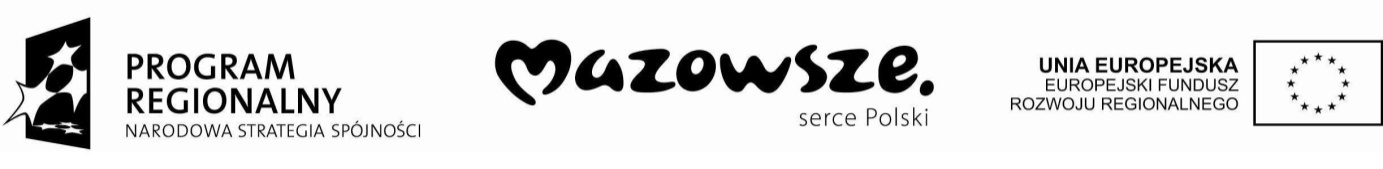 PROGRAM
REGIONALNY
NARODOWA STRATEGIA SPÓJNOŚCI
mazowsze.
serce Polski
UNIA EUROPEJSKA
EUROPEJSKI FUNDUSZ
ROZWOJU REGIONALNEGO